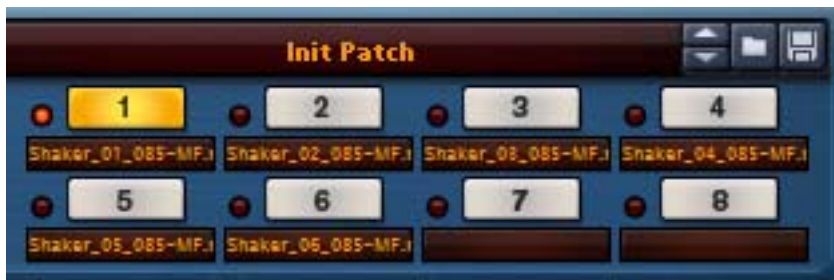 Init Patch
1 2 3 4
Shaker_01_085-MF.r Shaker_02_085-MF.r Shaker_03_085-MF.r Shaker_04_085-MF.r
5 6 7 8
Shaker_05_085-MF.r Shaker_06_085-MF.r